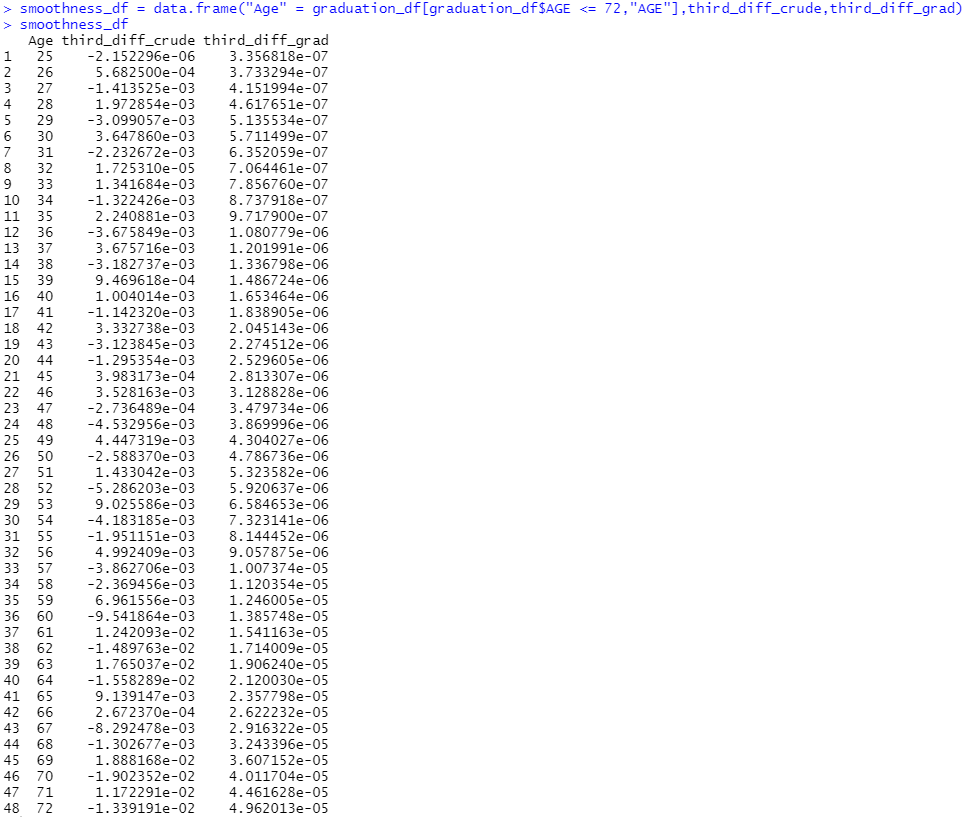 > smoothness_df = data.frame("Age" = graduation_df[graduation_df$AGE <= 72,"AGE"],third_diff_crude,third_diff_grad)
> smoothness_df
   Age third_diff_crude third_diff_grad
1   25    -2.152296e-06    3.356818e-07
2   26     5.682500e-04    3.733294e-07
3   27    -1.413525e-03    4.151994e-07
4   28     1.972854e-03    4.617651e-07
5   29    -3.099057e-03    5.135534e-07
6   30     3.647860e-03    5.711499e-07
7   31    -2.232672e-03    6.352059e-07
8   32     1.725310e-05    7.064461e-07
9   33     1.341684e-03    7.856760e-07
10  34    -1.322426e-03    8.737918e-07
11  35     2.240881e-03    9.717900e-07
12  36    -3.675849e-03    1.080779e-06
13  37     3.675716e-03    1.201991e-06
14  38    -3.182737e-03    1.336798e-06
15  39     9.469618e-04    1.486724e-06
16  40     1.004014e-03    1.653464e-06
17  41    -1.142320e-03    1.838905e-06
18  42     3.332738e-03    2.045143e-06
19  43    -3.123845e-03    2.274512e-06
20  44    -1.295354e-03    2.529605e-06
21  45     3.983173e-04    2.813307e-06
22  46     3.528163e-03    3.128828e-06
23  47    -2.736489e-04    3.479734e-06
24  48    -4.532956e-03    3.869996e-06
25  49     4.447319e-03    4.304027e-06
26  50    -2.588370e-03    4.786736e-06
27  51     1.433042e-03    5.323582e-06
28  52    -5.286203e-03    5.920637e-06
29  53     9.025586e-03    6.584653e-06
30  54    -4.183185e-03    7.323141e-06
31  55    -1.951151e-03    8.144452e-06
32  56     4.992409e-03    9.057875e-06
33  57    -3.862706e-03    1.007374e-05
34  58    -2.369456e-03    1.120354e-05
35  59     6.961556e-03    1.246005e-05
36  60    -9.541864e-03    1.385748e-05
37  61     1.242093e-02    1.541163e-05
38  62    -1.489763e-02    1.714009e-05
39  63     1.765037e-02    1.906240e-05
40  64    -1.558289e-02    2.120030e-05
41  65     9.139147e-03    2.357798e-05
42  66     2.672370e-04    2.622232e-05
43  67    -8.292478e-03    2.916322e-05
44  68    -1.302677e-03    3.243396e-05
45  69     1.888168e-02    3.607152e-05
46  70    -1.902352e-02    4.011704e-05
47  71     1.172291e-02    4.461628e-05
48  72    -1.339191e-02    4.962013e-05